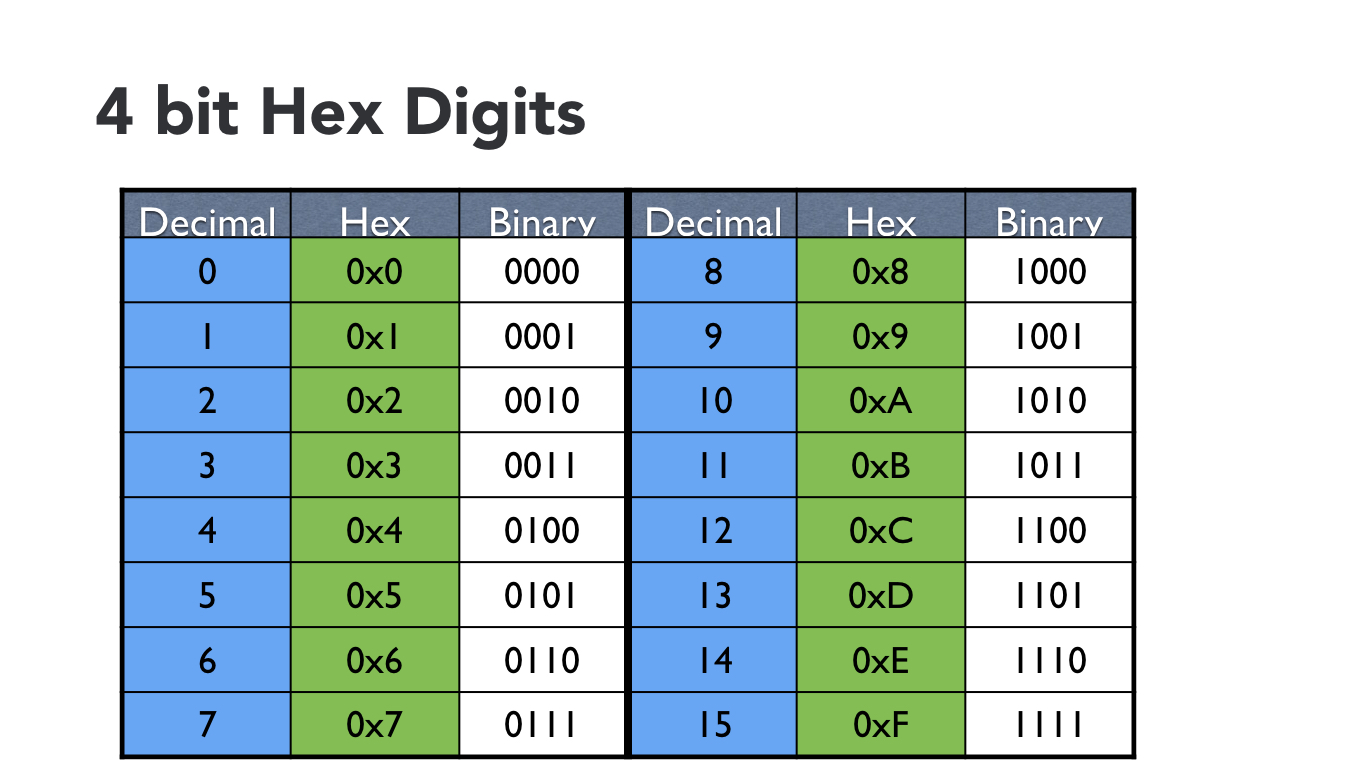 4 bit Hex Digits
Decimal Hex Binary Decimal Hex Binary
0 0x0 0000 8 0x8 1000
1 0x1 0001 9 0x9 1001
2 0x2 0010 10 0xA 1010
3 0x3 0011 11 0xB 1011
4 0x4 0100 12 0xC 1100
5 0x5 0101 13 0xD 1101
6 0x6 0110 14 0xE 1110
7 0x7 0111 15 0xF 1111